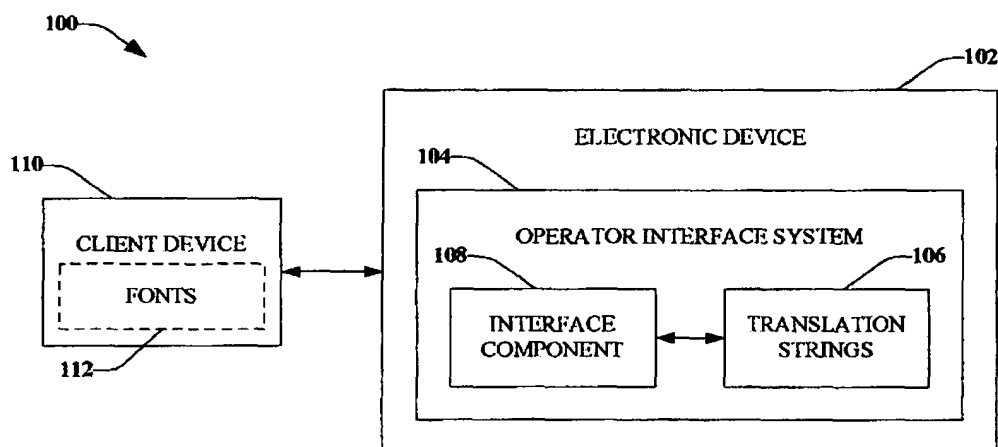 100
102
ELECTRONIC DEVICE
110
104
CLIENT DEVICE
OPERATOR INTERFACE SYSTEM
108
106
FONTS
INTERFACE
COMPONENT
TRANSLATION
STRINGS
112